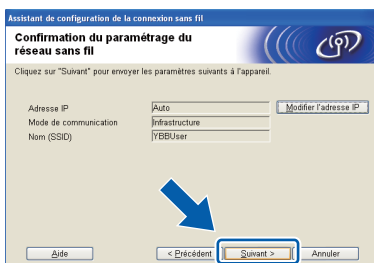 Assistant de configuration de la connexion sans fil
Confirmation du paramétrage du
réseau sans fil
Cliquez sur "Suivant" pour envoyer les paramètres suivants à l'appareil.
Adresse IP Auto Modifier l'adresse IP
Mode de communication Infrastructure
Nom (SSID) YBBUser
Aide < Précédent Suivant > Annuler